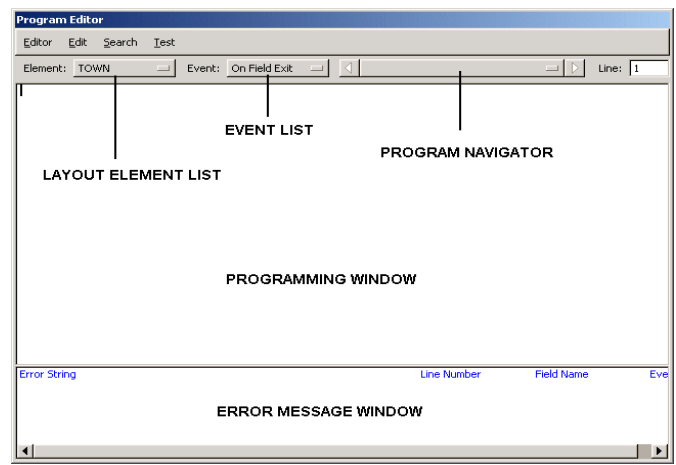 Program Editor
Editor Edit Search Test
Element: TOWN Event: On Field Exit Line: 1
EVENT LIST
PROGRAM NAVIGATOR
LAYOUT ELEMENT LIST
PROGRAMMING WINDOW
Error String Line Number Field Name Eve
ERROR MESSAGE WINDOW